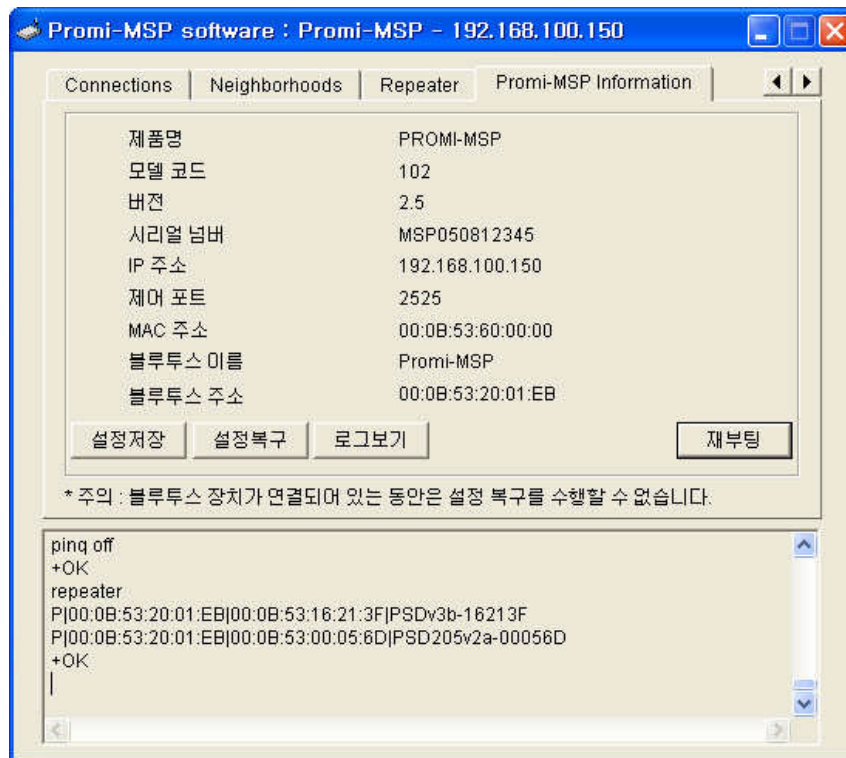 Promi-MSP software : Promi-MSP - 192.168.100.150
Connections Neighborhoods Repeater Promi-MSP Information
제품명 PROMI-MSP
모델 코드 102
버전 2.5
시리얼 넘버 MSP050812345
IP 주소 192.168.100.150
제어 포트 2525
MAC 주소 00:0B:53:60:00:00
블루투스 이름 Promi-MSP
블루투스 주소 00:0B:53:20:01:EB
설정저장 설정복구 로그보기 재부팅
* 주의 : 블루투스 장치가 연결되어 있는 동안은 설정 복구를 수행할 수 없습니다.
pinq off
+OK
repeater
P|00:0B:53:20:01:EB|00:0B:53:16:21:3F|PSDv3b-16213F
P|00:0B:53:20:01:EB|00:0B:53:00:05:6D|PSD205v2a-00056D
+OK